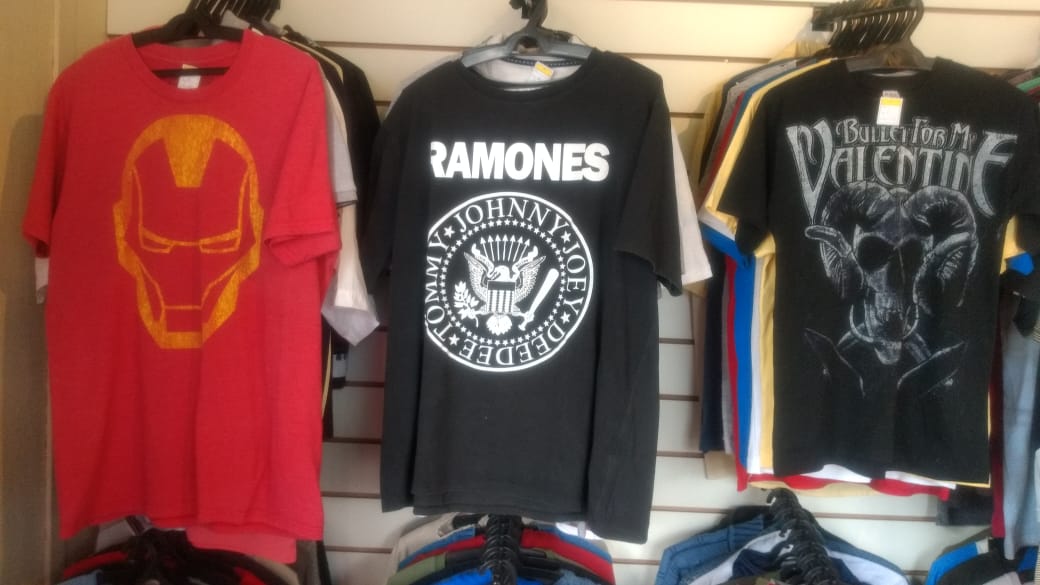 RAMONES
JOHNNY ★ JOEY ★ DEEDEE ★ TOMMY ★
BULLET FOR MY
VALENTINE